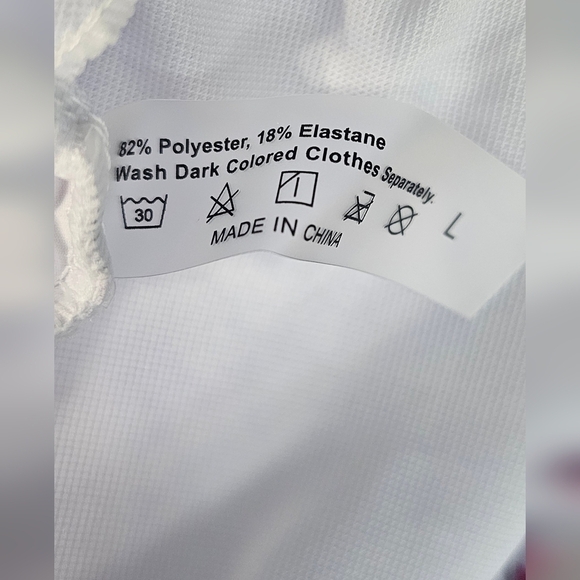 82% Polyester, 18% Elastane
Wash Dark Colored Clothes Separately.
30 L
MADE IN CHINA